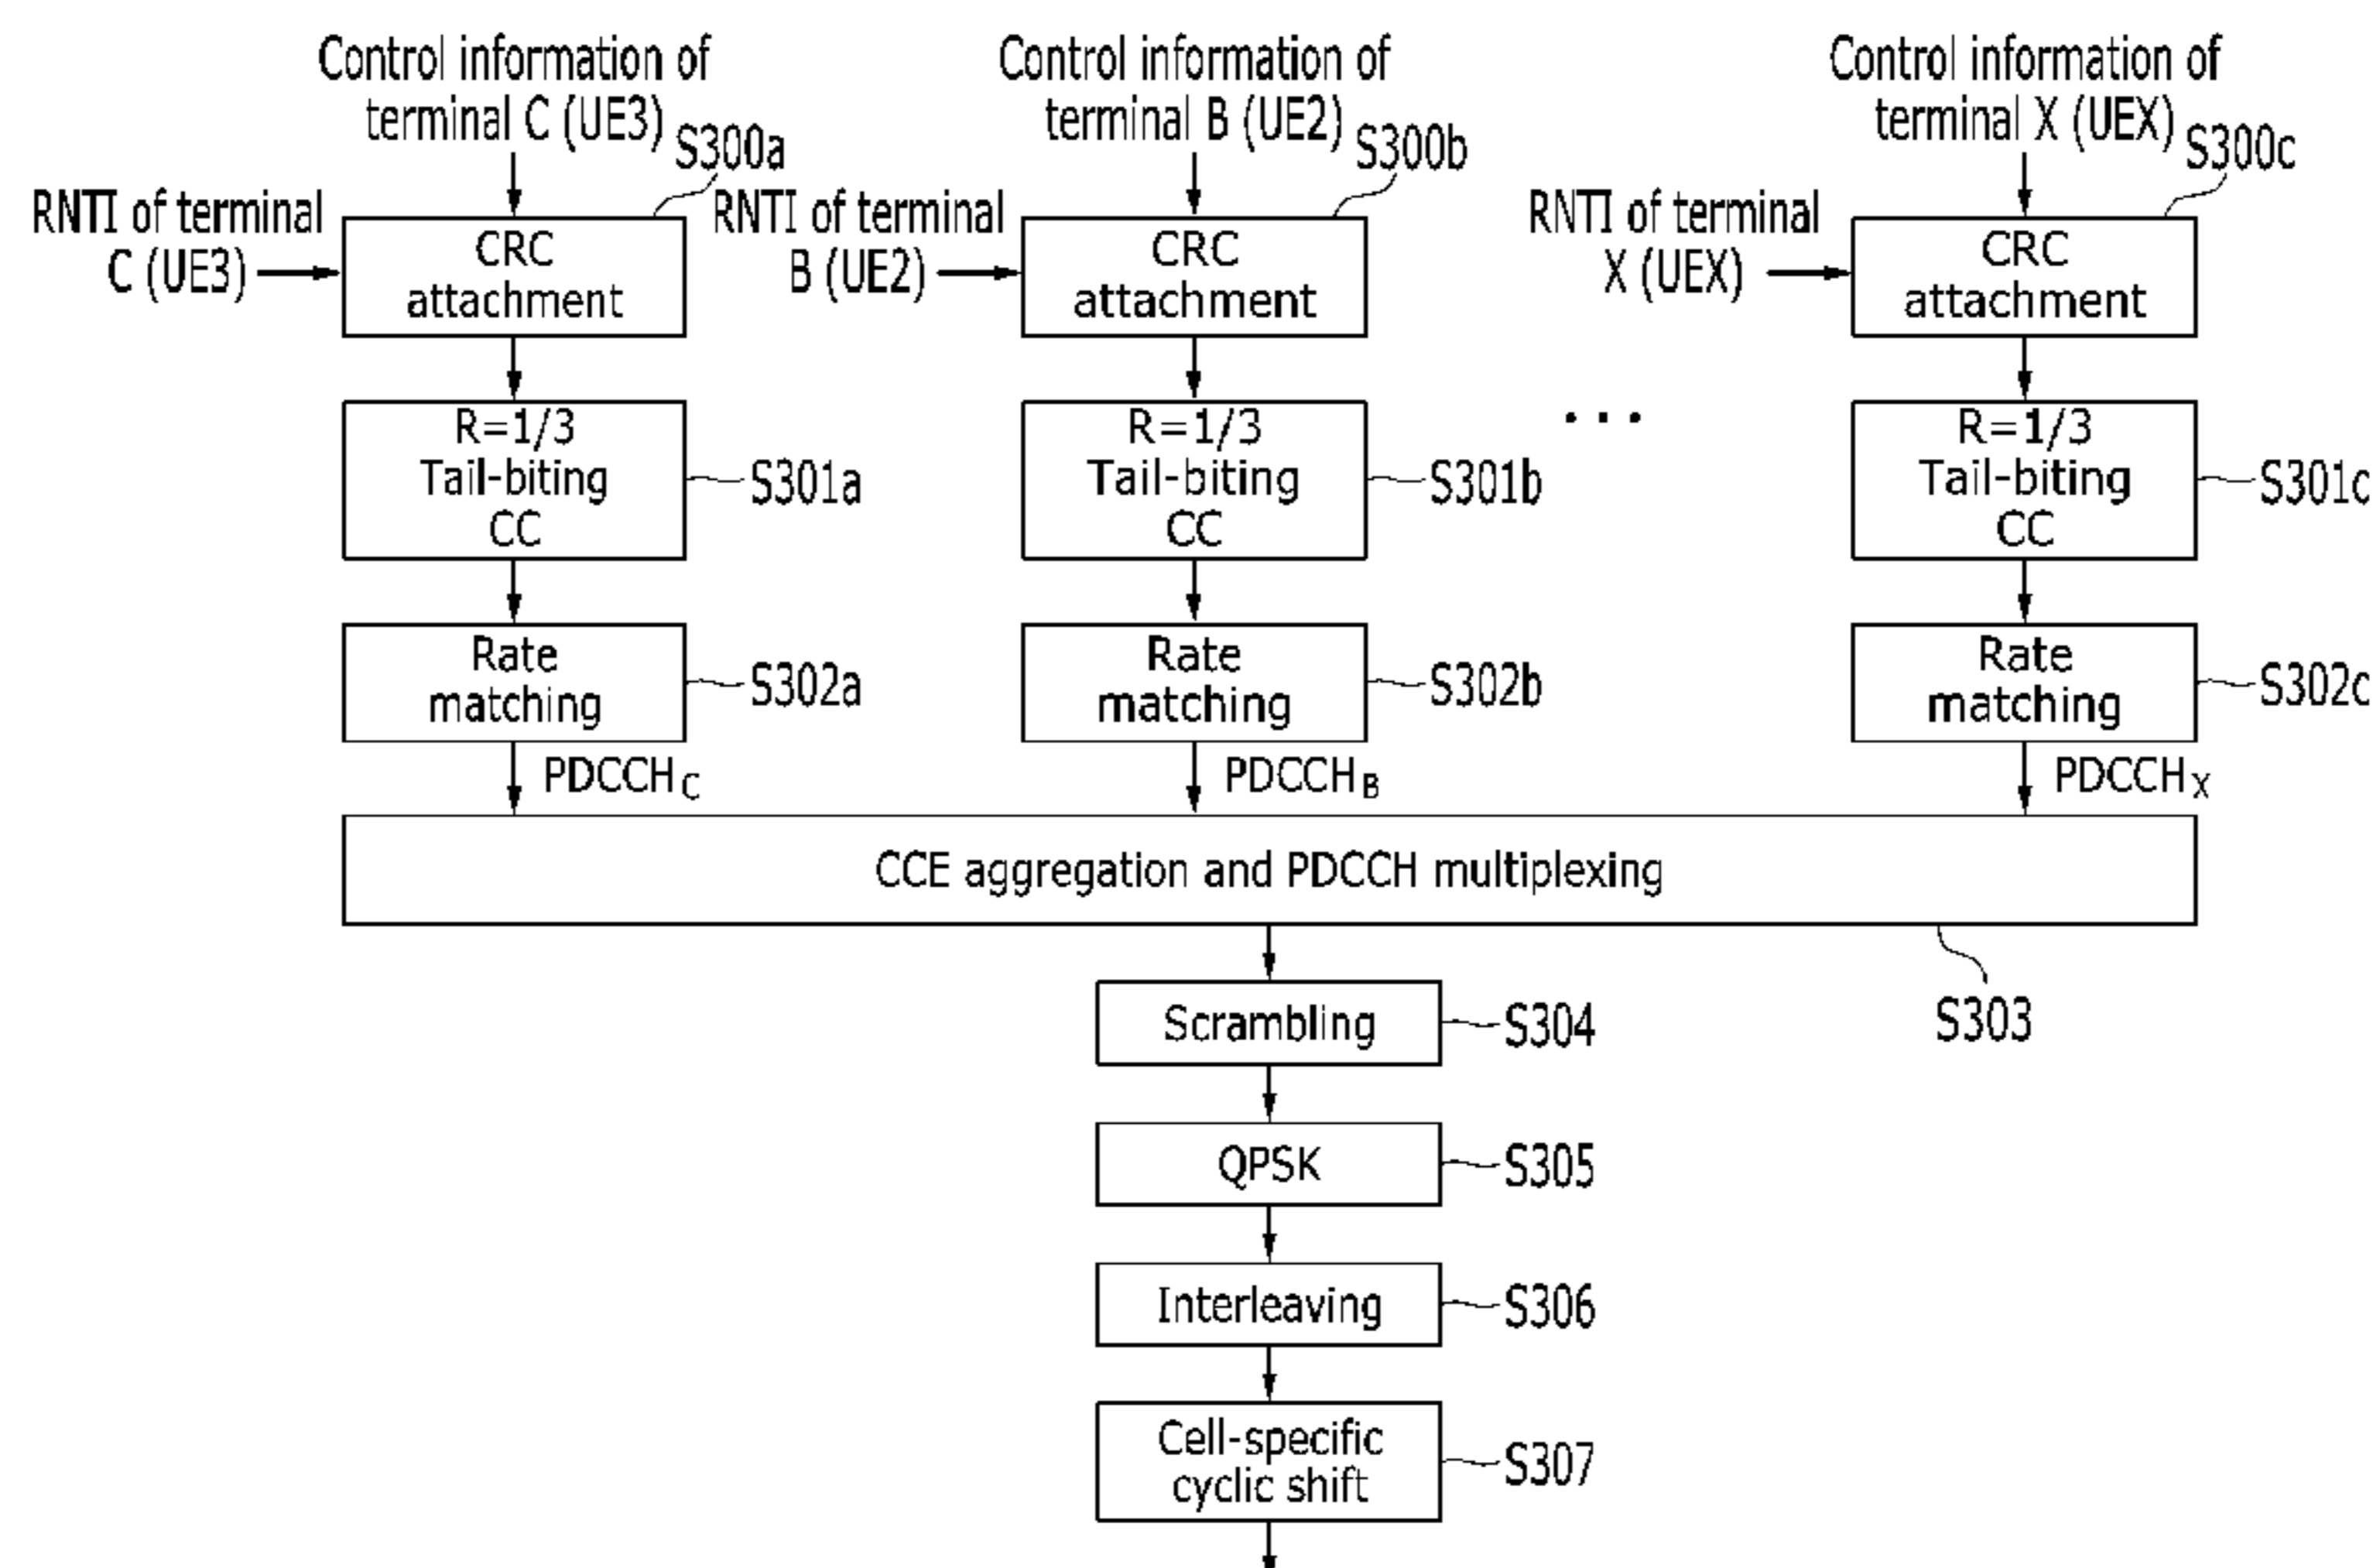 Control information of
terminal C (UE3)
Control information of
terminal B (UE2)
Control information of
terminal X (UEX)
S300a
S300b
S300c
RNTI of terminal
C (UE3)
CRC
attachment
RNTI of terminal
B (UE2)
CRC
attachment
RNTI of terminal
X (UEX)
CRC
attachment
R=1/3
Tail-biting
CC
S301a
R=1/3
Tail-biting
CC
S301b
...
R=1/3
Tail-biting
CC
S301c
Rate
matching
S302a
Rate
matching
S302b
Rate
matching
S302c
PDCCHC
PDCCHB
PDCCHX
CCE aggregation and PDCCH multiplexing
S303
Scrambling
S304
QPSK
S305
Interleaving
S306
Cell-specific
cyclic shift
S307